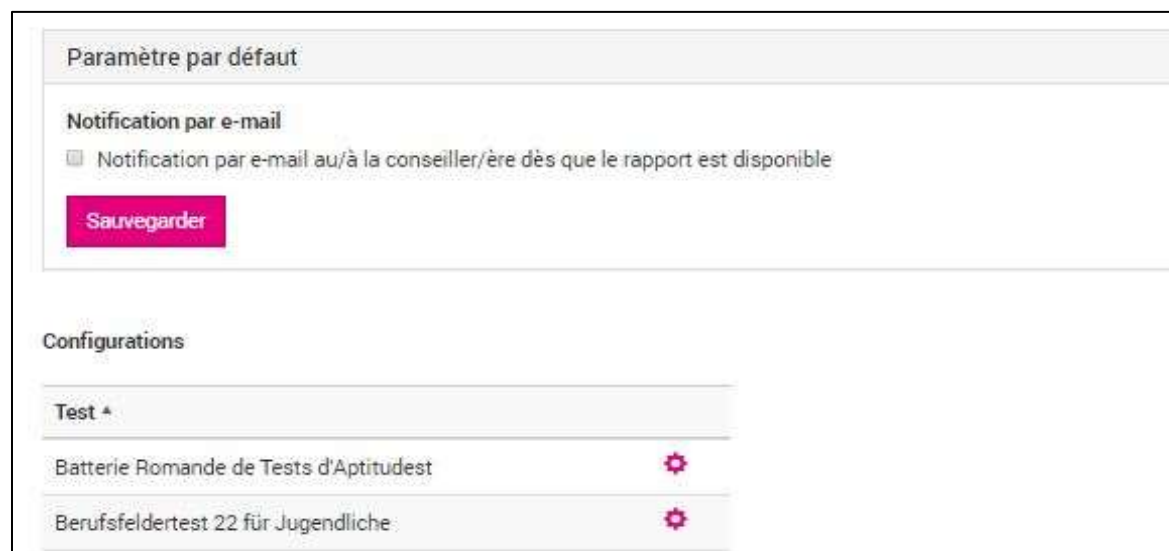 Paramètre par défaut
Notification par e-mail
Notification par e-mail au/à la conseiller/ère dès que le rapport est disponible
Sauvegarder
Configurations
Test
Batterie Romande de Tests d'Aptitudest
Berufsfeldertest 22 für Jugendliche